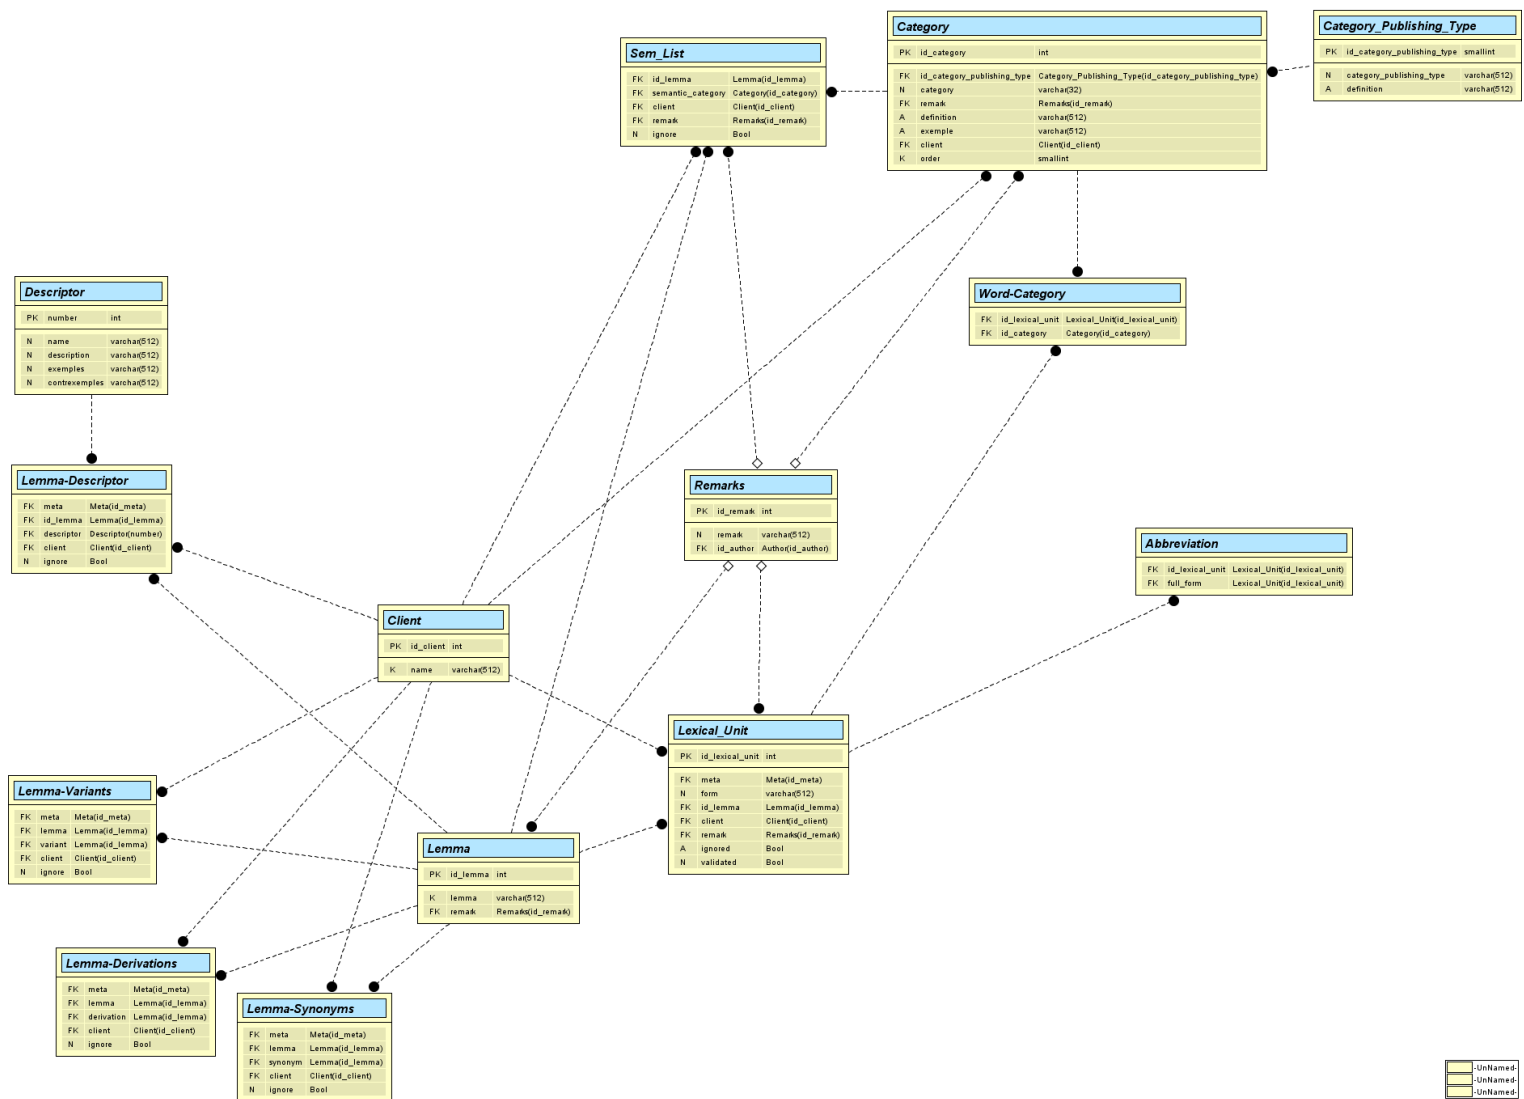 Category
PK id_category int
FK id_category_publishing_type Category_Publishing_Type(id_category_publishing_type)
N category varchar(32)
FK remark Remarks(id_remark)
A definition varchar(512)
A exemple varchar(512)
FK client Client(id_client)
K order smallint
Category_Publishing_Type
PK id_category_publishing_type smallint
N category_publishing_type varchar(512)
A definition varchar(512)
Sem_List
FK id_lemma Lemma(id_lemma)
FK semantic_category Category(id_category)
FK client Client(id_client)
FK remark Remarks(id_remark)
N ignore Bool
Descriptor
PK number int
N name varchar(512)
N description varchar(512)
N exemples varchar(512)
N contrexemples varchar(512)
Word-Category
FK id_lexical_unit Lexical_Unit(id_lexical_unit)
FK id_category Category(id_category)
Lemma-Descriptor
FK meta Meta(id_meta)
FK id_lemma Lemma(id_lemma)
FK descriptor Descriptor(number)
FK client Client(id_client)
N ignore Bool
Remarks
PK id_remark int
N remark varchar(512)
FK id_author Author(id_author)
Abbreviation
FK id_lexical_unit Lexical_Unit(id_lexical_unit)
FK full_form Lexical_Unit(id_lexical_unit)
Client
PK id_client int
K name varchar(512)
Lexical_Unit
PK id_lexical_unit int
FK meta Meta(id_meta)
N form varchar(512)
FK id_lemma Lemma(id_lemma)
FK client Client(id_client)
FK remark Remarks(id_remark)
A ignored Bool
N validated Bool
Lemma-Variants
FK meta Meta(id_meta)
FK lemma Lemma(id_lemma)
FK variant Lemma(id_lemma)
FK client Client(id_client)
N ignore Bool
Lemma
PK id_lemma int
K lemma varchar(512)
FK remark Remarks(id_remark)
Lemma-Derivations
FK meta Meta(id_meta)
FK lemma Lemma(id_lemma)
FK derivation Lemma(id_lemma)
FK client Client(id_client)
N ignore Bool
Lemma-Synonyms
FK meta Meta(id_meta)
FK lemma Lemma(id_lemma)
FK synonym Lemma(id_lemma)
FK client Client(id_client)
N ignore Bool
-UnNamed-
-UnNamed-
-UnNamed-